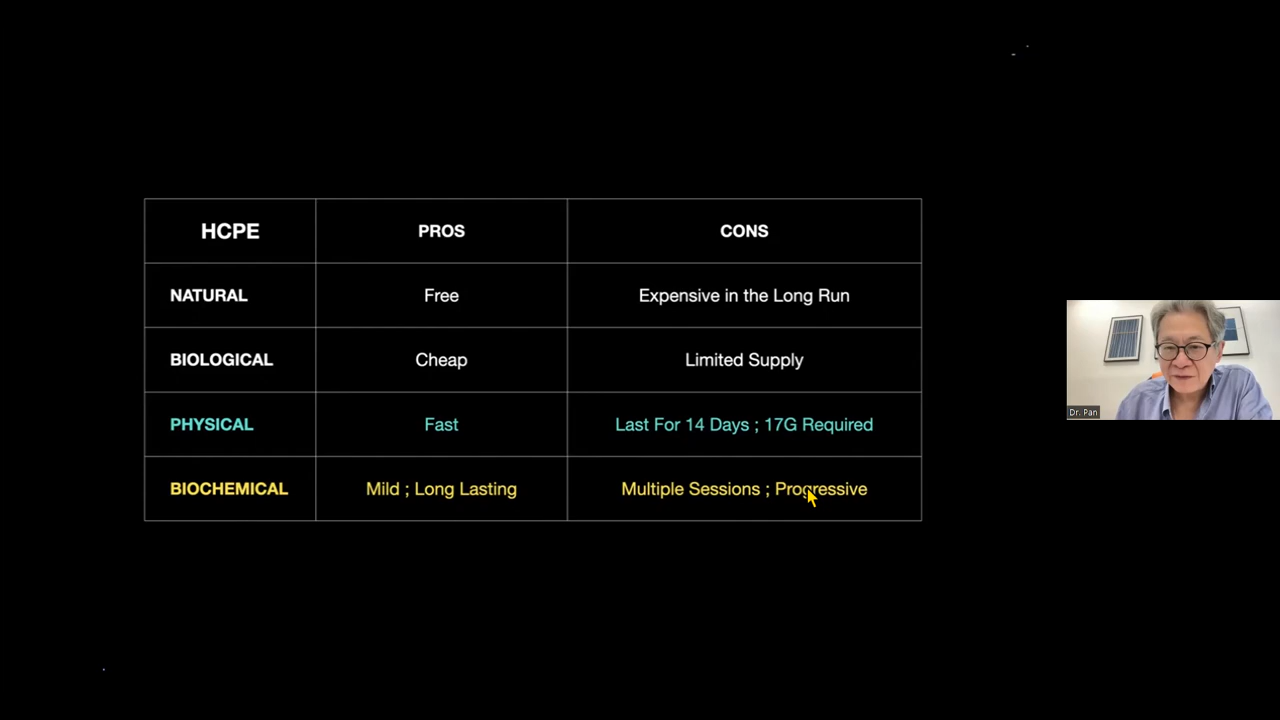 HCPE PROS CONS
NATURAL Free Expensive in the Long Run
BIOLOGICAL Cheap Limited Supply
PHYSICAL Fast Last For 14 Days ; 17G Required
BIOCHEMICAL Mild ; Long Lasting Multiple Sessions ; Progressive
Dr. Pan